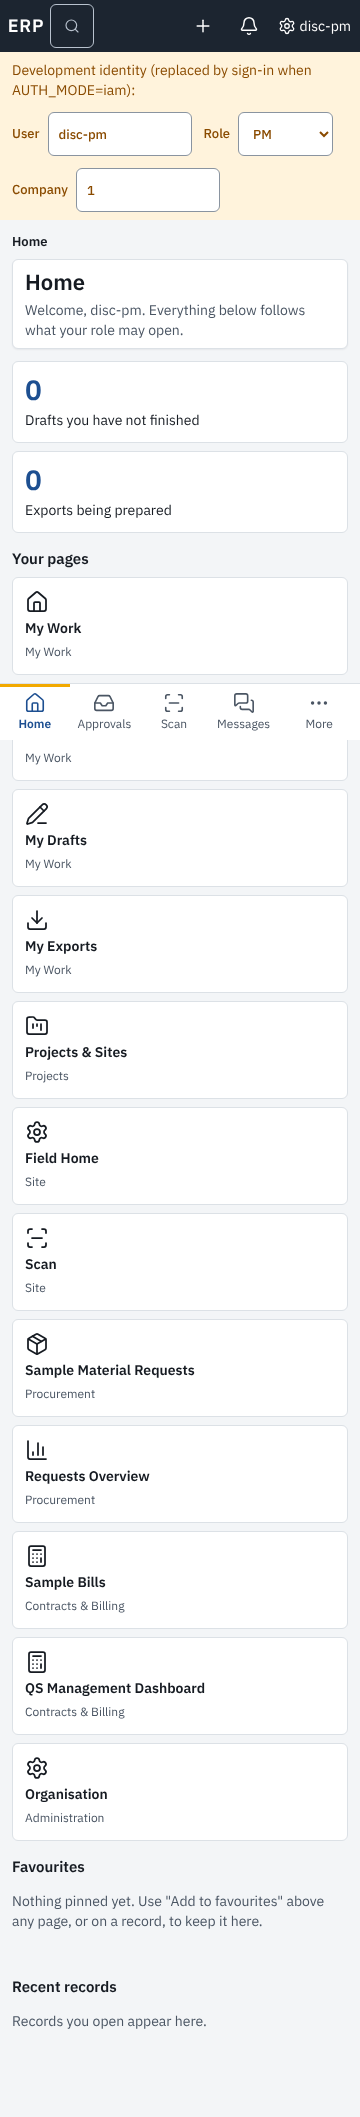 ERP
disc-pm
Development identity (replaced by sign-in when
AUTH_MODE=iam):
User
disc-pm
Role
PM
Company
1
Home
Home
Welcome, disc-pm. Everything below follows
what your role may open.
0
Drafts you have not finished
0
Exports being prepared
Your pages
My Work
My Work
Home
Approvals
Scan
Messages
More
My Work
My Drafts
My Work
My Exports
My Work
Projects & Sites
Projects
Field Home
Site
Scan
Site
Sample Material Requests
Procurement
Requests Overview
Procurement
Sample Bills
Contracts & Billing
QS Management Dashboard
Contracts & Billing
Organisation
Administration
Favourites
Nothing pinned yet. Use "Add to favourites" above
any page, or on a record, to keep it here.
Recent records
Records you open appear here.